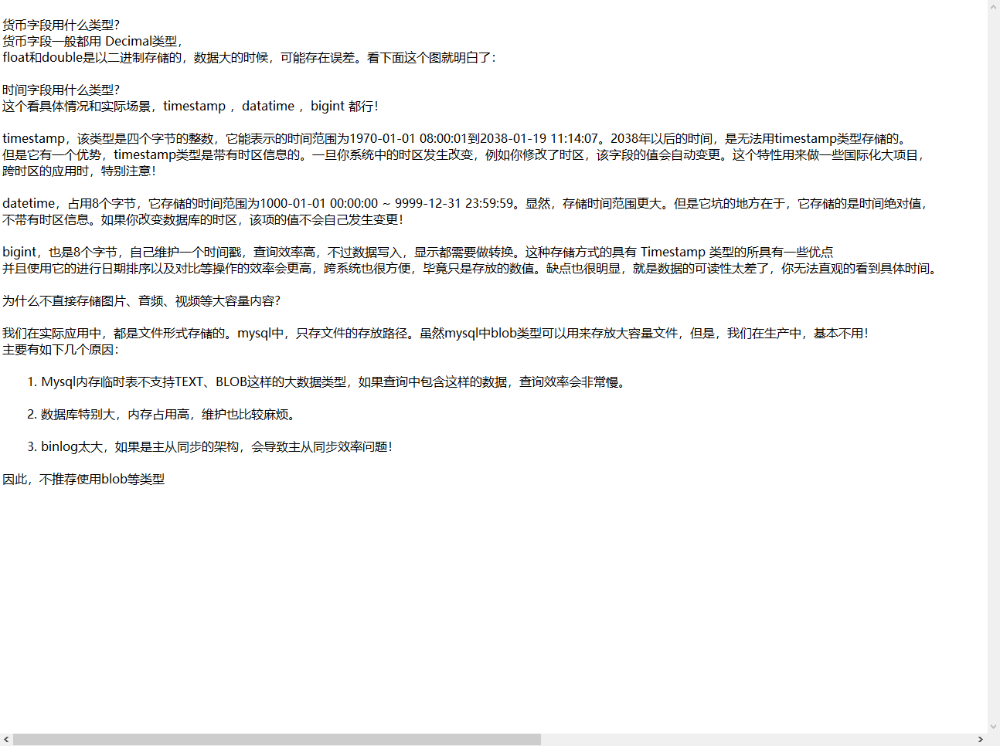 货币字段用什么类型？
货币字段一般都用 Decimal类型，
float和double是以二进制存储的，数据大的时候，可能存在误差。看下面这个图就明白了：
时间字段用什么类型？
这个看具体情况和实际场景，timestamp ，datatime ，bigint 都行！
timestamp，该类型是四个字节的整数，它能表示的时间范围为1970-01-01 08:00:01到2038-01-19 11:14:07。2038年以后的时间，是无法用timestamp类型存储的。
但是它有一个优势，timestamp类型是带有时区信息的。一旦你系统中的时区发生改变，例如你修改了时区，该字段的值会自动变更。这个特性用来做一些国际化大项目，
跨时区的应用时，特别注意！
datetime，占用8个字节，它存储的时间范围为1000-01-01 00:00:00 ~ 9999-12-31 23:59:59。显然，存储时间范围更大。但是它坑的地方在于，它存储的是时间绝对值，
不带有时区信息。如果你改变数据库的时区，该项的值不会自己发生变更！
bigint，也是8个字节，自己维护一个时间戳，查询效率高，不过数据写入，显示都需要做转换。这种存储方式的具有 Timestamp 类型的所具有一些优点
并且使用它的进行日期排序以及对比等操作的效率会更高，跨系统也很方便，毕竟只是存放的数值。缺点也很明显，就是数据的可读性太差了，你无法直观的看到具体时间。
为什么不直接存储图片、音频、视频等大容量内容？
我们在实际应用中，都是文件形式存储的。mysql中，只存文件的存放路径。虽然mysql中blob类型可以用来存放大容量文件，但是，我们在生产中，基本不用！
主要有如下几个原因：
1. Mysql内存临时表不支持TEXT、BLOB这样的大数据类型，如果查询中包含这样的数据，查询效率会非常慢。
2. 数据库特别大，内存占用高，维护也比较麻烦。
3. binlog太大，如果是主从同步的架构，会导致主从同步效率问题！
因此，不推荐使用blob等类型